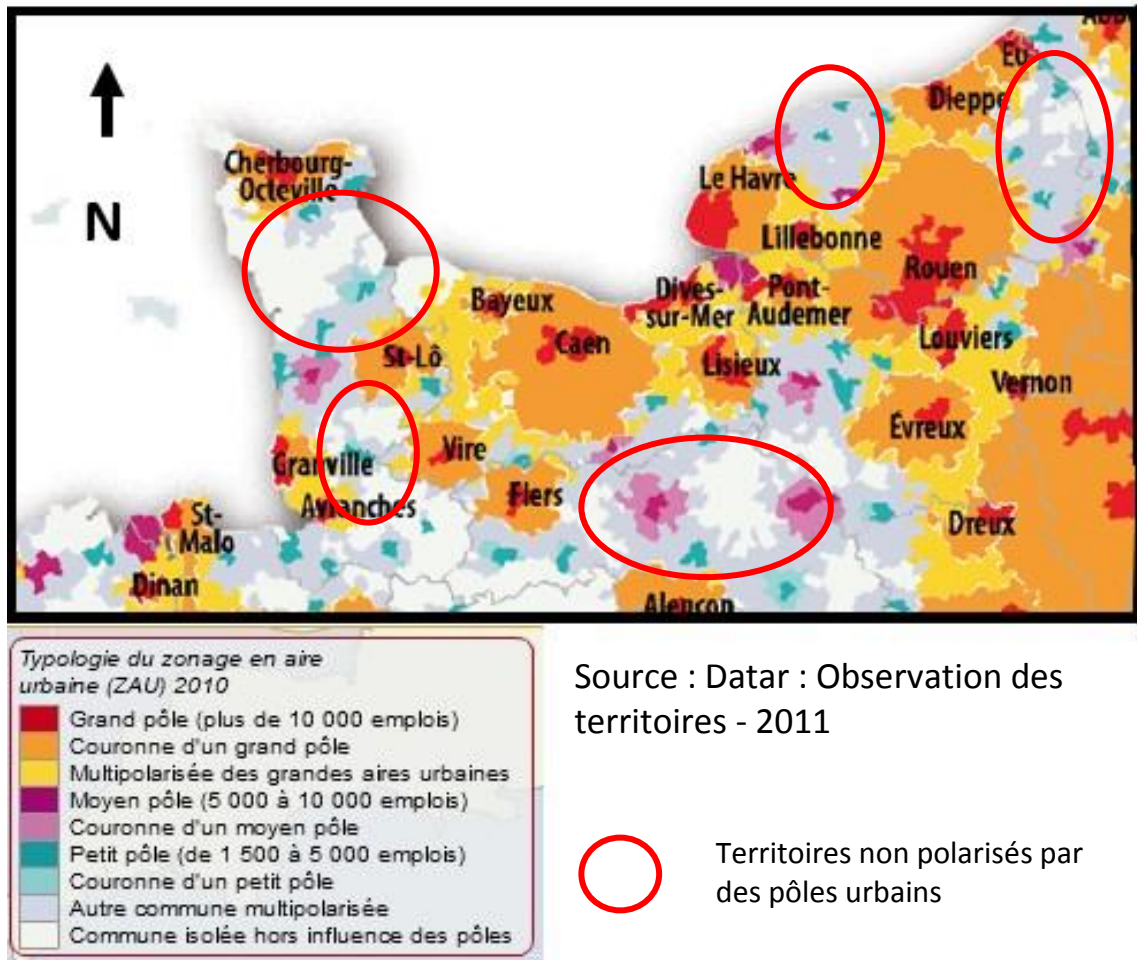 Abb
Eu
Dieppe
Cherbourg-
Octeville
N
Le Havre
Lillebonne
Rouen
Bayeux
Dives-
sur-Mer
Pont-
Audemer
Caen
St-Lô
Lisieux
Louviers
Vernon
Évreux
Granville
Vire
Avranches
Flers
St-
Malo
Dreux
Dinan
Alençon
Typologie du zonage en aire
urbaine (ZAU) 2010
Grand pôle (plus de 10 000 emplois)
Couronne d'un grand pôle
Multipolarisée des grandes aires urbaines
Moyen pôle (5 000 à 10 000 emplois)
Couronne d'un moyen pôle
Petit pôle (de 1 500 à 5 000 emplois)
Couronne d'un petit pôle
Autre commune multipolarisée
Commune isolée hors influence des pôles
Source : Datar : Observation des
territoires - 2011
Territoires non polarisés par
des pôles urbains